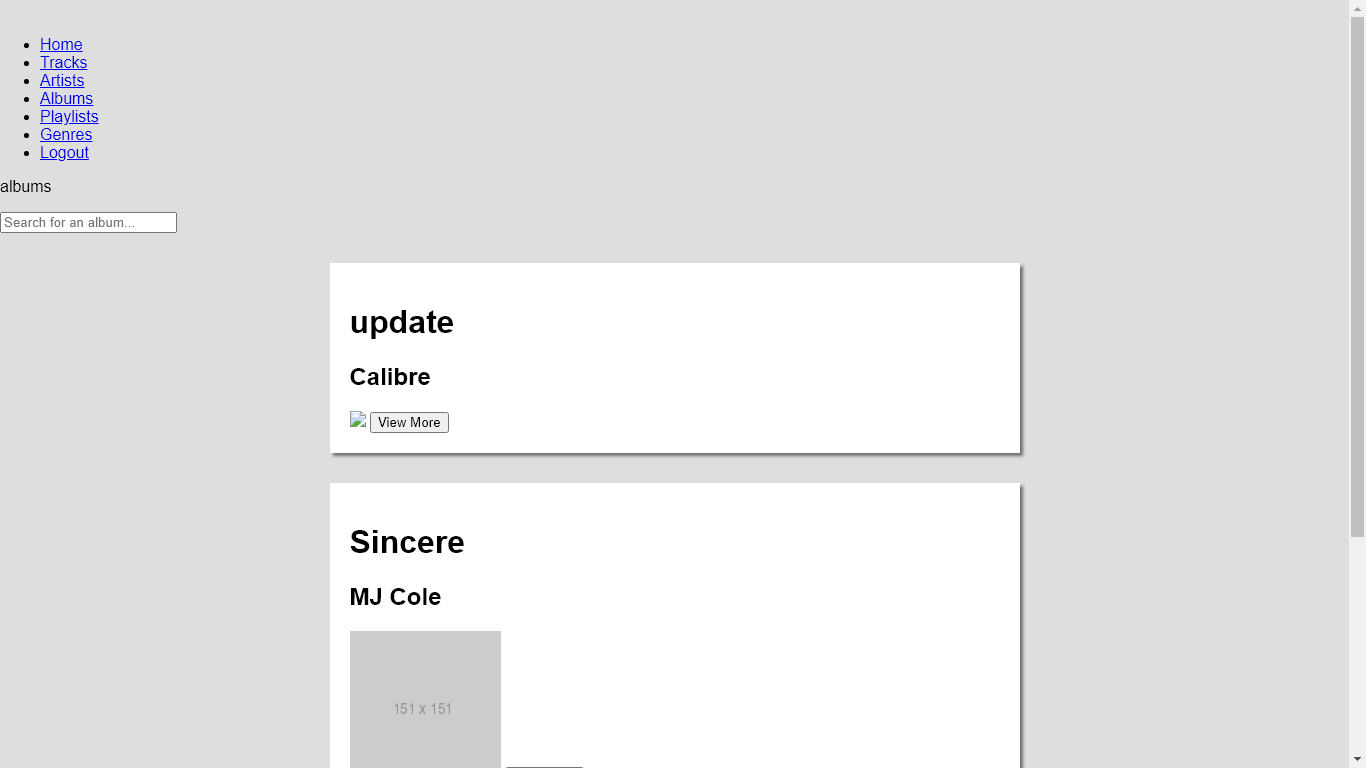 Home
Tracks
Artists
Albums
Playlists
Genres
Logout
albums
Search for an album...
update
Calibre
View More
Sincere
MJ Cole
151 x 151